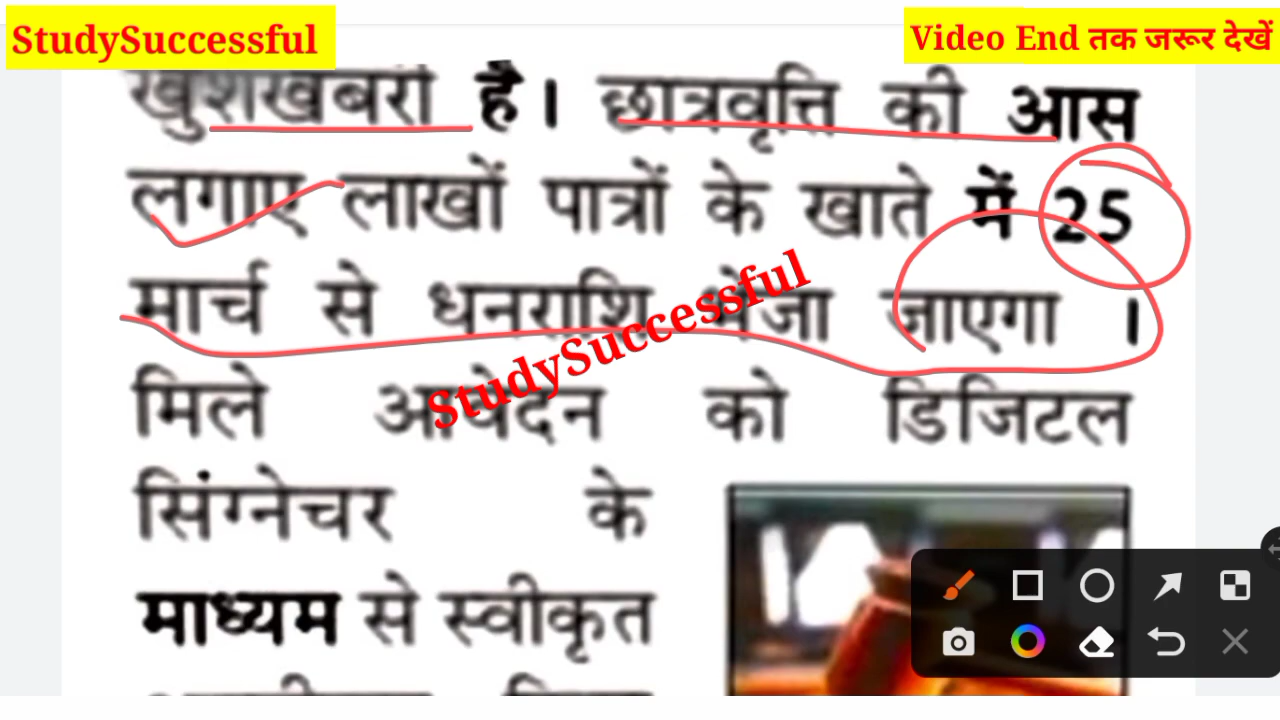 StudySuccessful
Video End तक जरूर देखें
खुशखबरी है। छात्रवृत्ति की आस
लगाए लाखों पात्रों के खाते में 25
मार्च से धनराशि भेजा जाएगा ।
StudySuccessful
मिले आवेदन को डिजिटल
सिंग्नेचर के
माध्यम से स्वीकृत